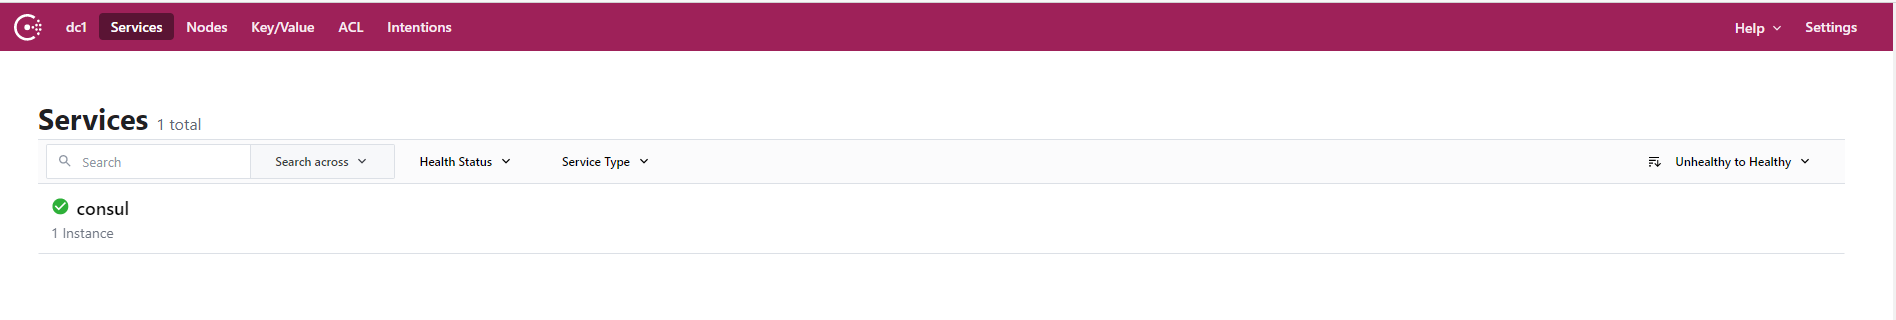 dc1 Services Nodes Key/Value ACL Intentions Help Settings
Services 1 total
Search Search across Health Status Service Type Unhealthy to Healthy
consul
1 Instance